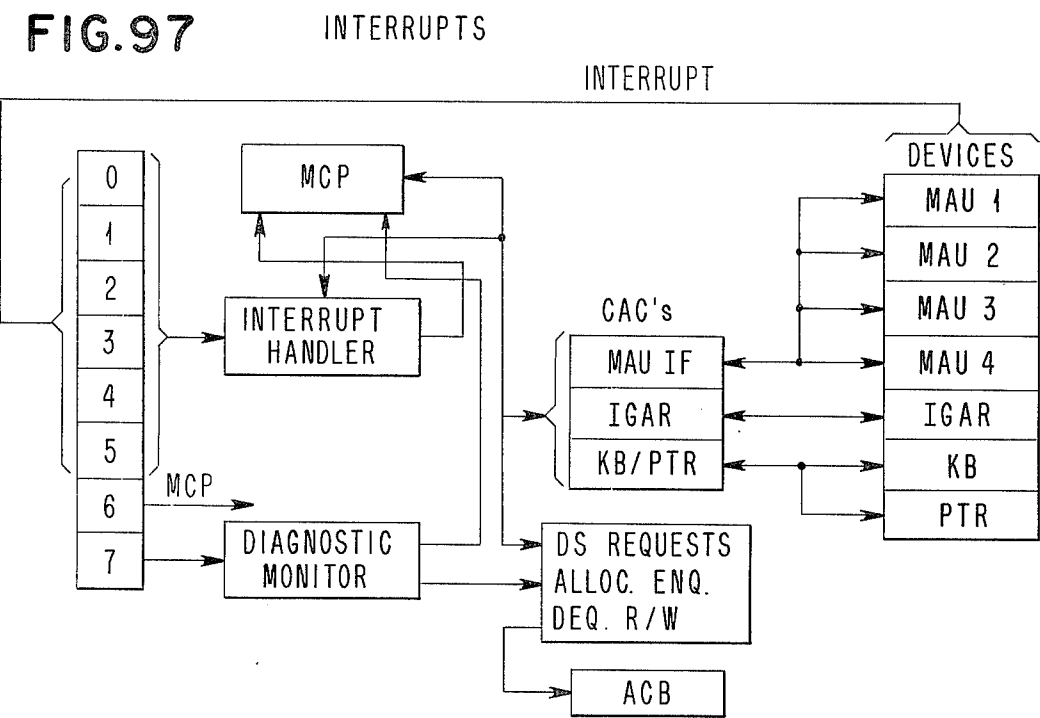 FIG.97
INTERRUPTS
INTERRUPT
DEVICES
0
1
2
3
4
5
6
7
MCP
MCP
INTERRUPT
HANDLER
DIAGNOSTIC
MONITOR
CAC's
MAU IF
IGAR
KB/PTR
DS REQUESTS
ALLOC. ENQ.
DEQ. R/W
ACB
MAU 1
MAU 2
MAU 3
MAU 4
IGAR
KB
PTR